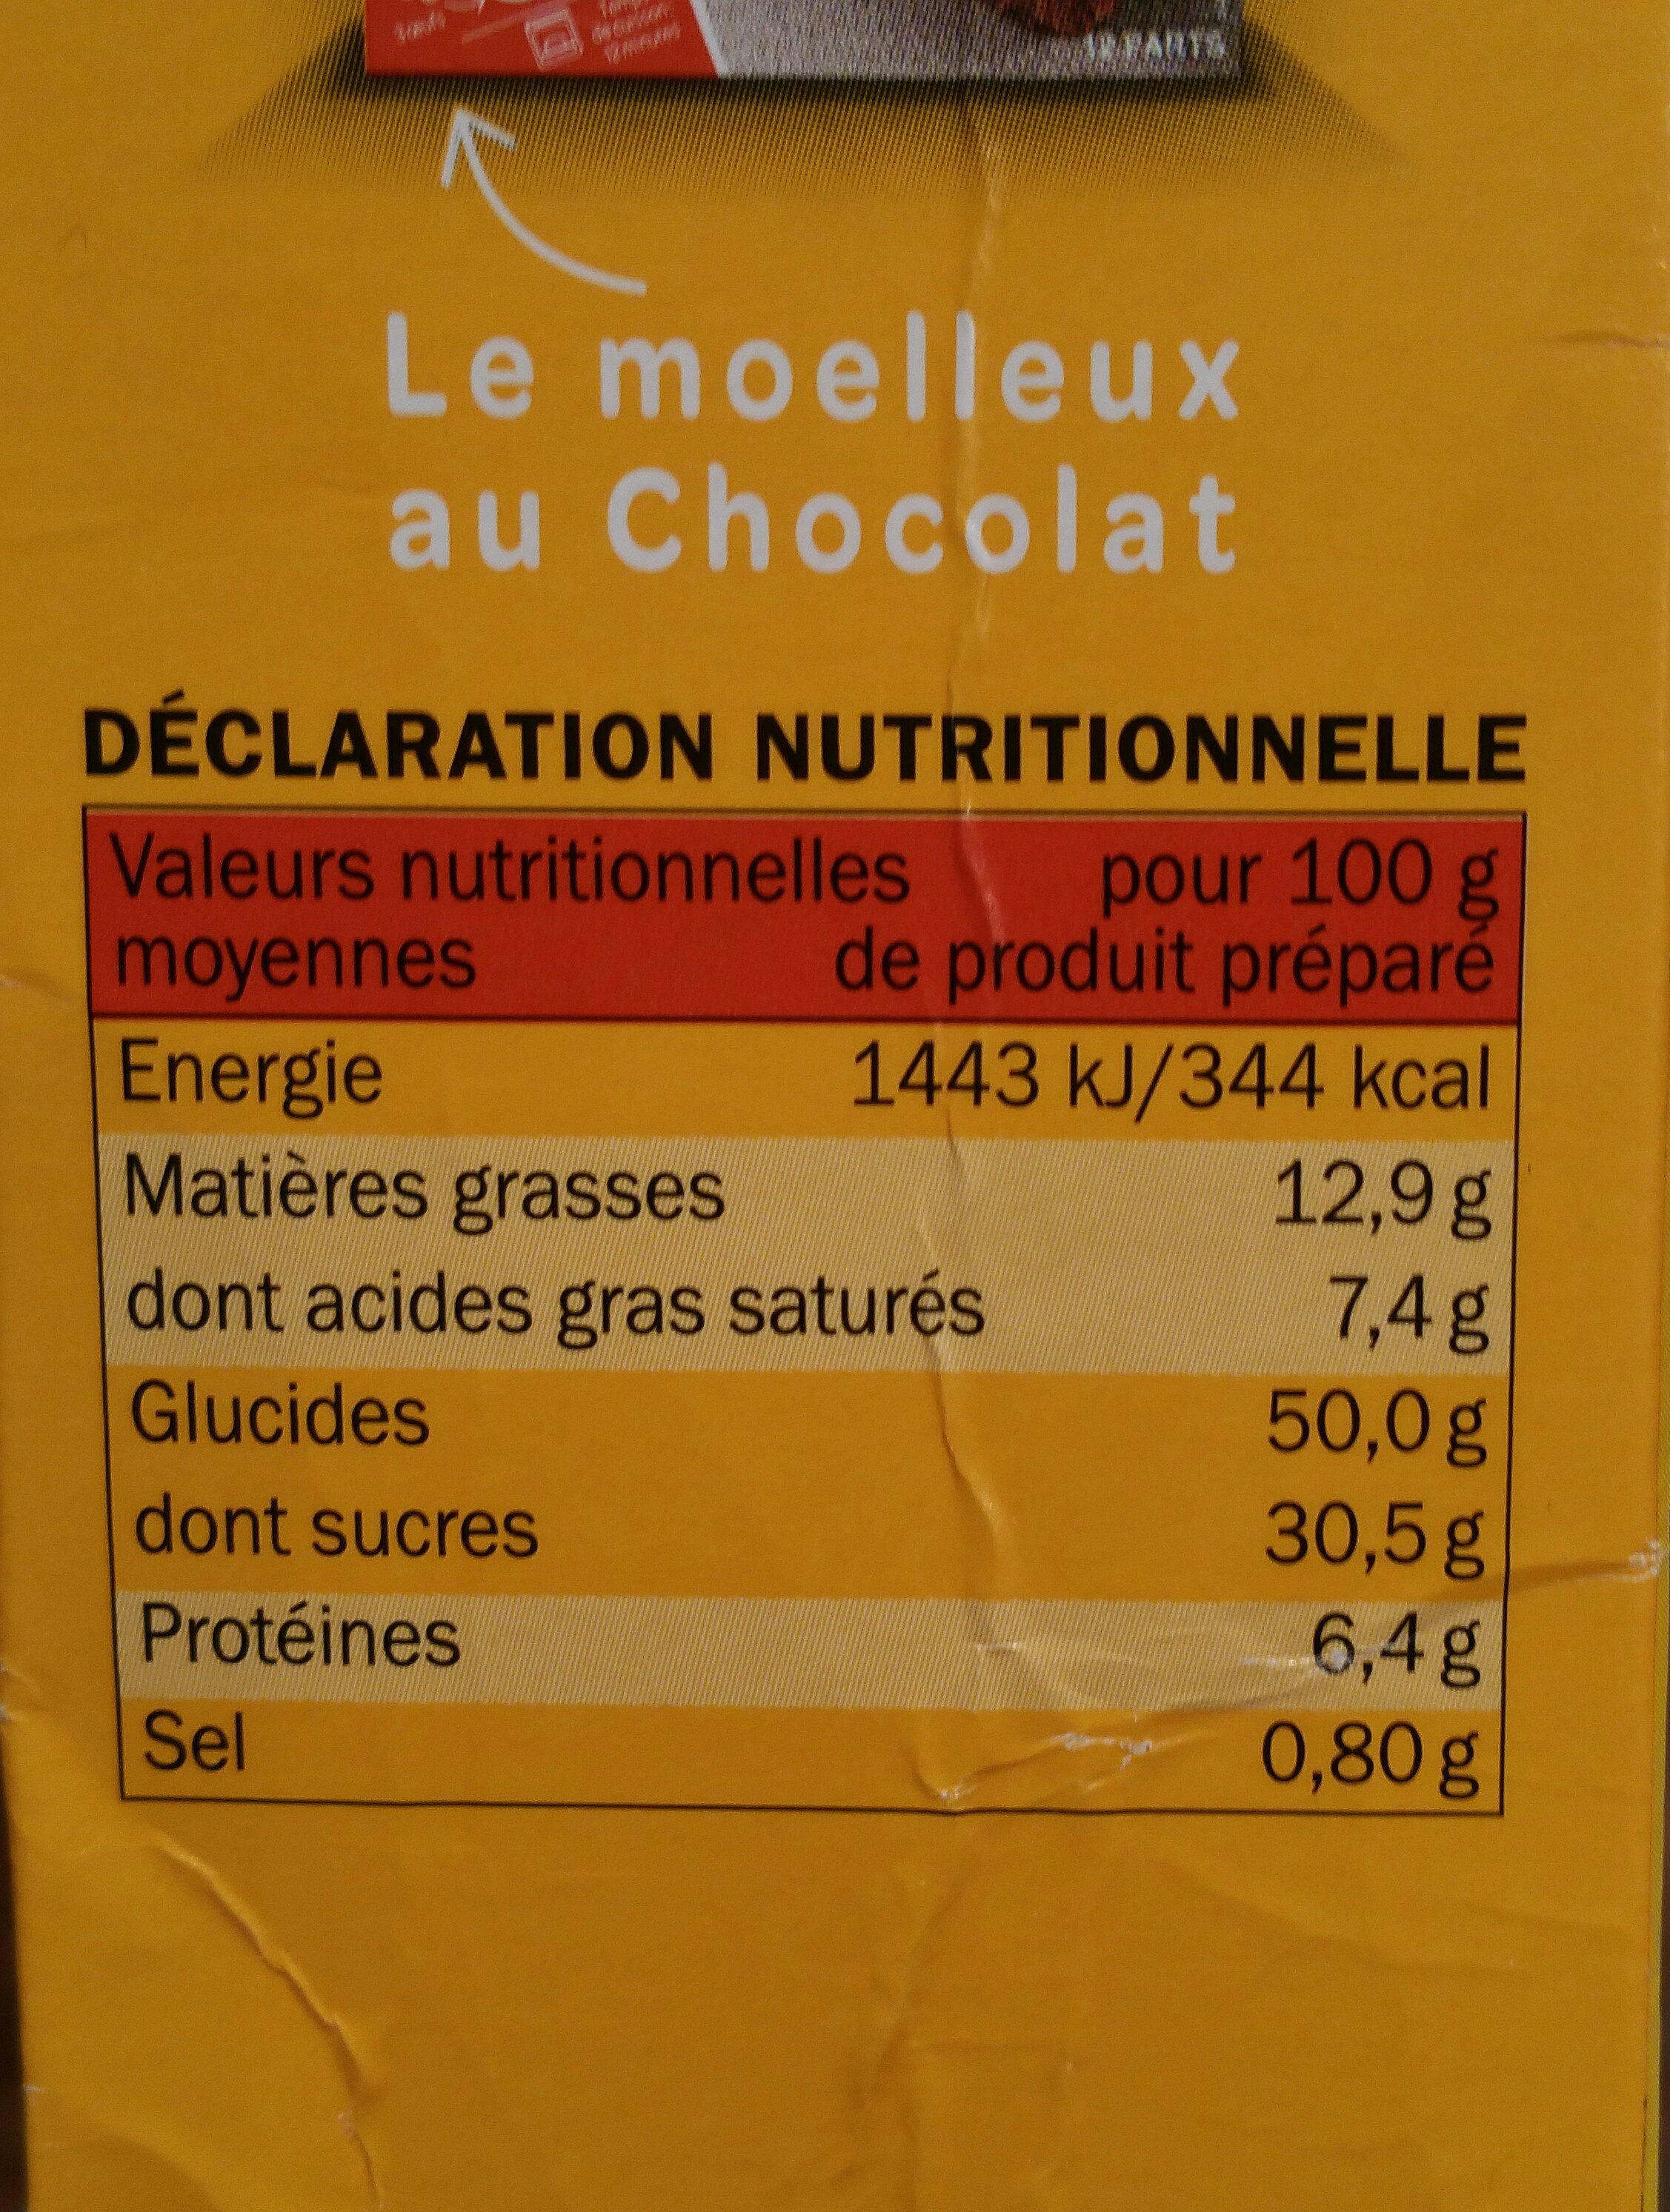 12 PARTS
Le moelleux
au Chocolat
DÉCLARATION NUTRITIONNELLE
Valeurs nutritionnelles pour 100 g
moyennes de produit préparé
Energie 1443 kJ/344 kcal
Matières grasses 12,9 g
dont acides gras saturés 7,4 g
Glucides 50,0 g
dont sucres 30,5 g
Protéines 6,4 g
Sel 0,80 g